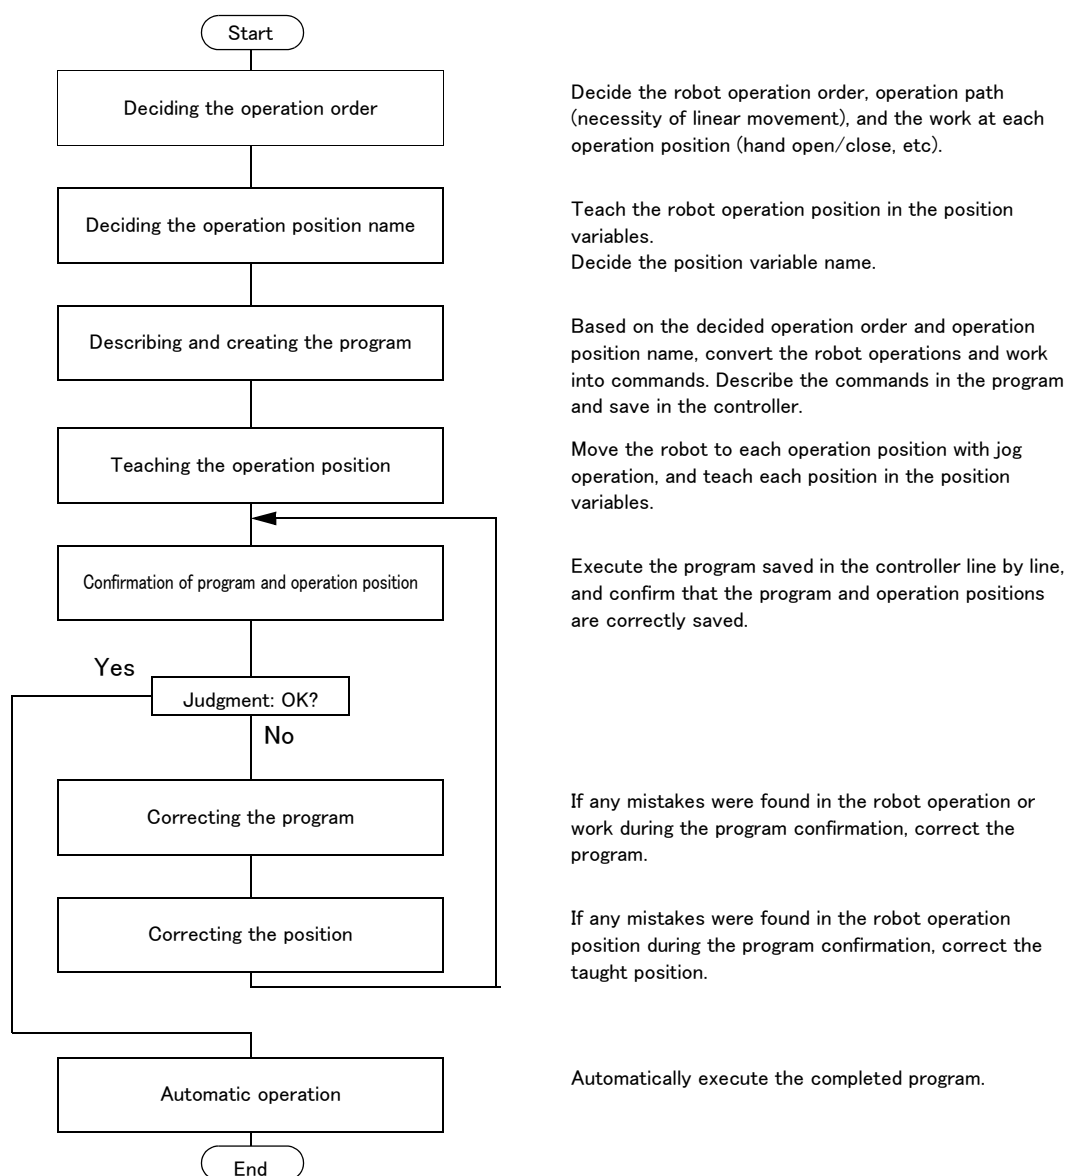 Start
Deciding the operation order
Decide the robot operation order, operation path
(necessity of linear movement), and the work at each
operation position (hand open/close, etc).
Deciding the operation position name
Teach the robot operation position in the position
variables.
Decide the position variable name.
Describing and creating the program
Based on the decided operation order and operation
position name, convert the robot operations and work
into commands. Describe the commands in the program
and save in the controller.
Teaching the operation position
Move the robot to each operation position with jog
operation, and teach each position in the position
variables.
Confirmation of program and operation position
Execute the program saved in the controller line by line,
and confirm that the program and operation positions
are correctly saved.
Yes
Judgment: OK?
No
Correcting the program
If any mistakes were found in the robot operation or
work during the program confirmation, correct the
program.
Correcting the position
If any mistakes were found in the robot operation
position during the program confirmation, correct the
taught position.
Automatic operation
Automatically execute the completed program.
End